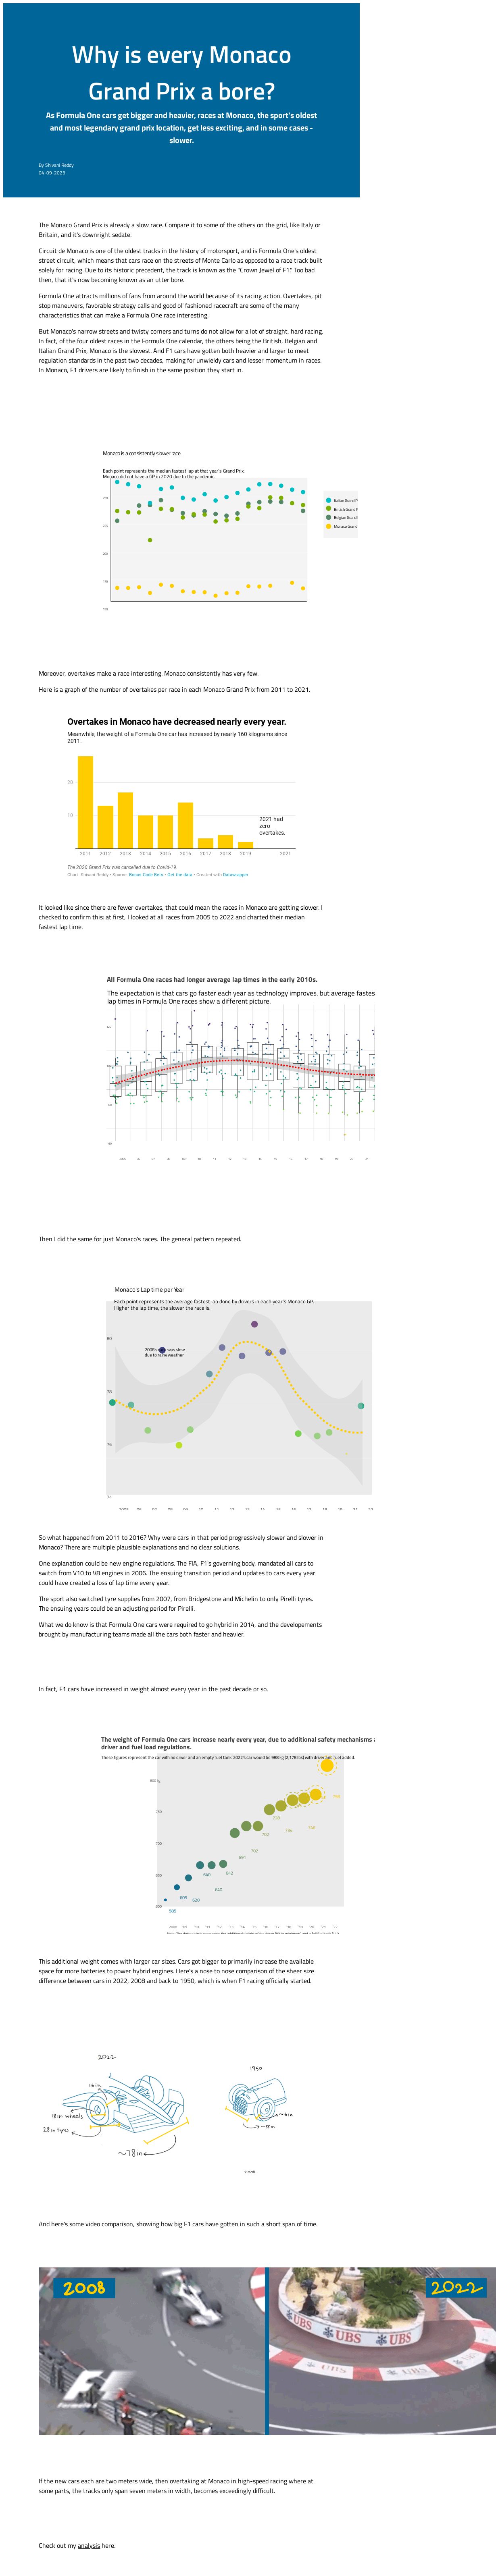 Why is every Monaco
Grand Prix a bore?
As Formula One cars get bigger and heavier, races at Monaco, the sport's oldest
and most legendary grand prix location, get less exciting, and in some cases -
slower.
By Shivani Reddy
04-09-2023
The Monaco Grand Prix is already a slow race. Compare it to some of the others on the grid, like Italy or
Britain, and it's downright sedate.
Circuit de Monaco is one of the oldest tracks in the history of motorsport, and is Formula One's oldest
street circuit, which means that cars race on the streets of Monte Carlo as opposed to a race track built
solely for racing. Due to its historic precedent, the track is known as the "Crown Jewel of F1." Too bad
then, that it's now becoming known as an utter bore.
Formula One attracts millions of fans from around the world because of its racing action. Overtakes, pit
stop maneuvers, favorable strategy calls and good ol' fashioned racecraft are some of the many
characteristics that can make a Formula One race interesting.
But Monaco's narrow streets and twisty corners and turns do not allow for a lot of straight, hard racing.
In fact, of the four oldest races in the Formula One calendar, the others being the British, Belgian and
Italian Grand Prix, Monaco is the slowest. And F1 cars have gotten both heavier and larger to meet
regulation standards in the past two decades, making for unwieldy cars and lesser momentum in races.
In Monaco, F1 drivers are likely to finish in the same position they start in.
Monaco is a consistently slower race.
Each point represents the median fastest lap at that year's Grand Prix.
Monaco did not have a GP in 2020 due to the pandemic.
Italian Grand P
British Grand P
Belgian Grand
Monaco Grand
Moreover, overtakes make a race interesting. Monaco consistently has very few.
Here is a graph of the number of overtakes per race in each Monaco Grand Prix from 2011 to 2021.
Overtakes in Monaco have decreased nearly every year.
Meanwhile, the weight of a Formula One car has increased by nearly 160 kilograms since
2011.
20
10
2021 had
zero
overtakes.
2011 2012 2013 2014 2015 2016 2017 2018 2019 2021
The 2020 Grand Prix was cancelled due to Covid-19.
Chart: Shivani Reddy • Source: Bonus Code Bets • Get the data • Created with Datawrapper
It looked like since there are fewer overtakes, that could mean the races in Monaco are getting slower. I
checked to confirm this: at first, I looked at all races from 2005 to 2022 and charted their median
fastest lap time.
All Formula One races had longer average lap times in the early 2010s.
The expectation is that cars go faster each year as technology improves, but average fastes
lap times in Formula One races show a different picture.
Then I did the same for just Monaco's races. The general pattern repeated.
Monaco's Lap time per Year
Each point represents the average fastest lap done by drivers in each year's Monaco GP.
Higher the lap time, the slower the race is.
80
2008's was slow
due to rainy weather
78
76
74
So what happened from 2011 to 2016? Why were cars in that period progressively slower and slower in
Monaco? There are multiple plausible explanations and no clear solutions.
One explanation could be new engine regulations. The FIA, F1's governing body, mandated all cars to
switch from V10 to V8 engines in 2006. The ensuing transition period and updates to cars every year
could have created a loss of lap time every year.
The sport also switched tyre supplies from 2007, from Bridgestone and Michelin to only Pirelli tyres.
The ensuing years could be an adjusting period for Pirelli.
What we do know is that Formula One cars were required to go hybrid in 2014, and the developements
brought by manufacturing teams made all the cars both faster and heavier.
In fact, F1 cars have increased in weight almost every year in the past decade or so.
The weight of Formula One cars increase nearly every year, due to additional safety mechanisms a
driver and fuel load regulations.
These figures represent the car with no driver and an empty fuel tank. 2022's car would be 988 kg (2,178 lbs) with driver and fuel added.
800 kg
750
700
650
600
585
605
620
640
640
642
691
702
702
728
734
746
2008 '09 '10 '11 '12 '13 '14 '15 '16 '17 '18 '19 '20 '21 '22
This additional weight comes with larger car sizes. Cars got bigger to primarily increase the available
space for more batteries to power hybrid engines. Here's a nose to nose comparison of the sheer size
difference between cars in 2022, 2008 and back to 1950, which is when F1 racing officially started.
2022
16 in
18 in wheels
28 in tyres
~78 in
1950
~6 in
UBS
UBS
UBS
2008
2022
F1
And here's some video comparison, showing how big F1 cars have gotten in such a short span of time.
If the new cars each are two meters wide, then overtaking at Monaco in high-speed racing where at
some parts, the tracks only span seven meters in width, becomes exceedingly difficult.
Check out my analysis here.